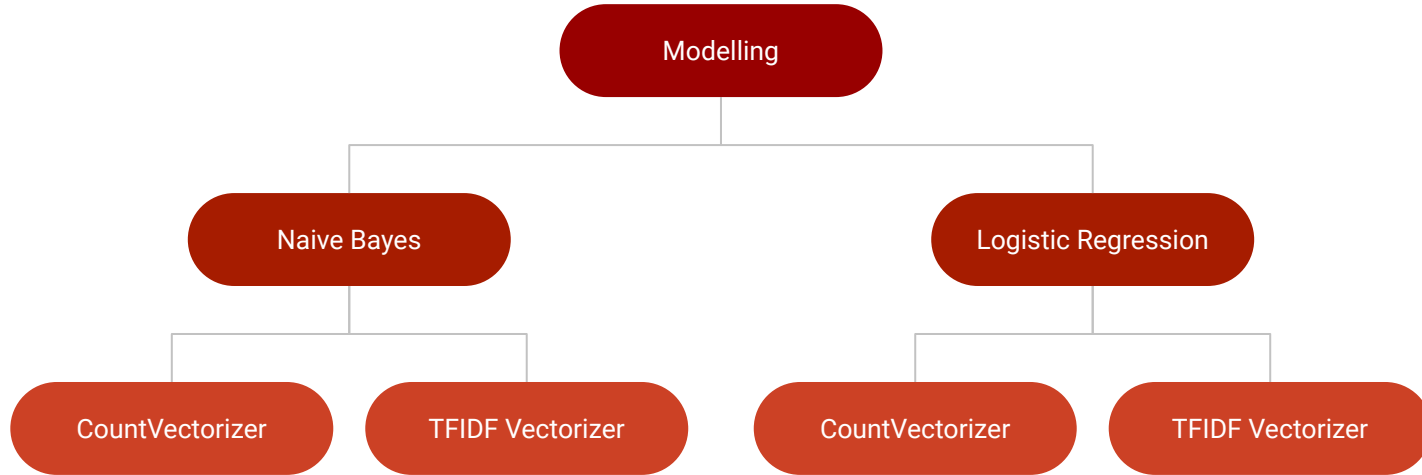 Modelling
Naive Bayes
Logistic Regression
CountVectorizer
TFIDF Vectorizer
CountVectorizer
TFIDF Vectorizer